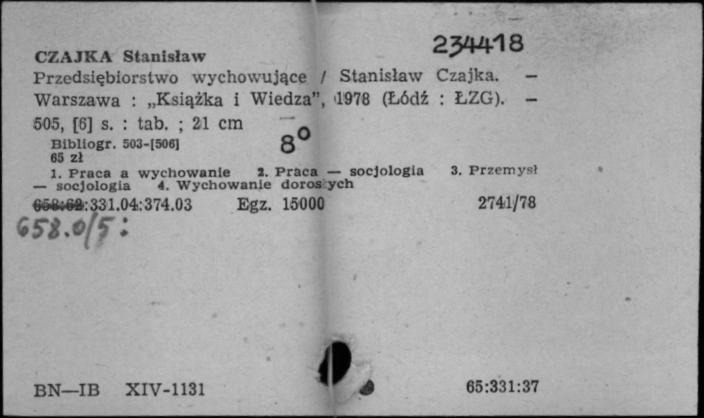 234418
CZAJKA Stanisław
Przedsiębiorstwo wychowujące / Stanisław Czajka. —
Warszawa : „Książka i Wiedza”, 1978 (Łódź : ŁZG). —
505, [6] s. : tab. ; 21 cm
8°
Bibliogr. 503-[506]
65 zł
1. Praca a wychowanie 2. Praca — socjologia 3. Przemysł
— socjologia 4. Wychowanie dorosłych
658:62:331.04:374.03 Egz. 15000 2741/78
658.0/5:
BN—IB XIV-1131 65:331:37